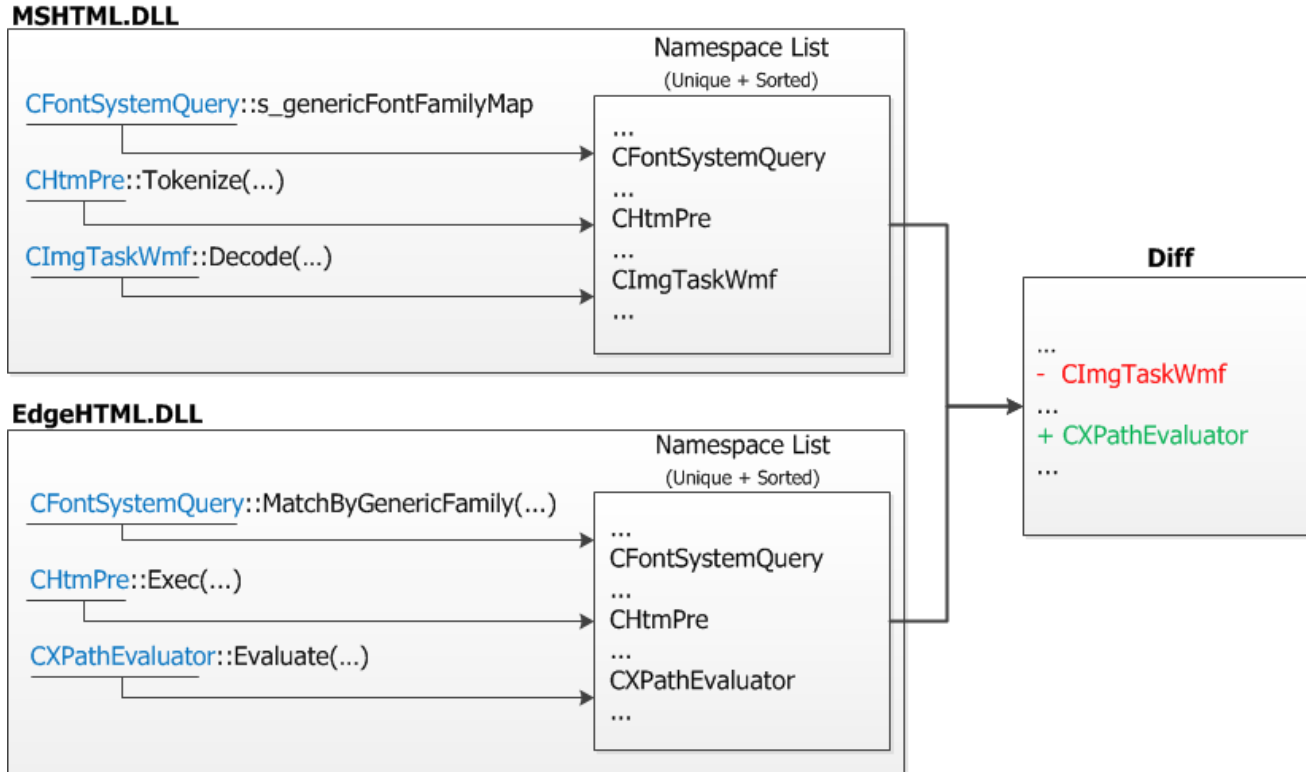 MSHTML.DLL
Namespace List
(Unique + Sorted)
CFontSystemQuery::s_genericFontFamilyMap
CHtmPre::Tokenize(...)
CImgTaskWmf::Decode(...)
...
CFontSystemQuery
...
CHtmPre
...
CImgTaskWmf
...
EdgeHTML.DLL
Namespace List
(Unique + Sorted)
CFontSystemQuery::MatchByGenericFamily(...)
CHtmPre::Exec(...)
CXPathEvaluator::Evaluate(...)
...
CFontSystemQuery
...
CHtmPre
...
CXPathEvaluator
...
Diff
...
- CImgTaskWmf
...
+ CXPathEvaluator
...